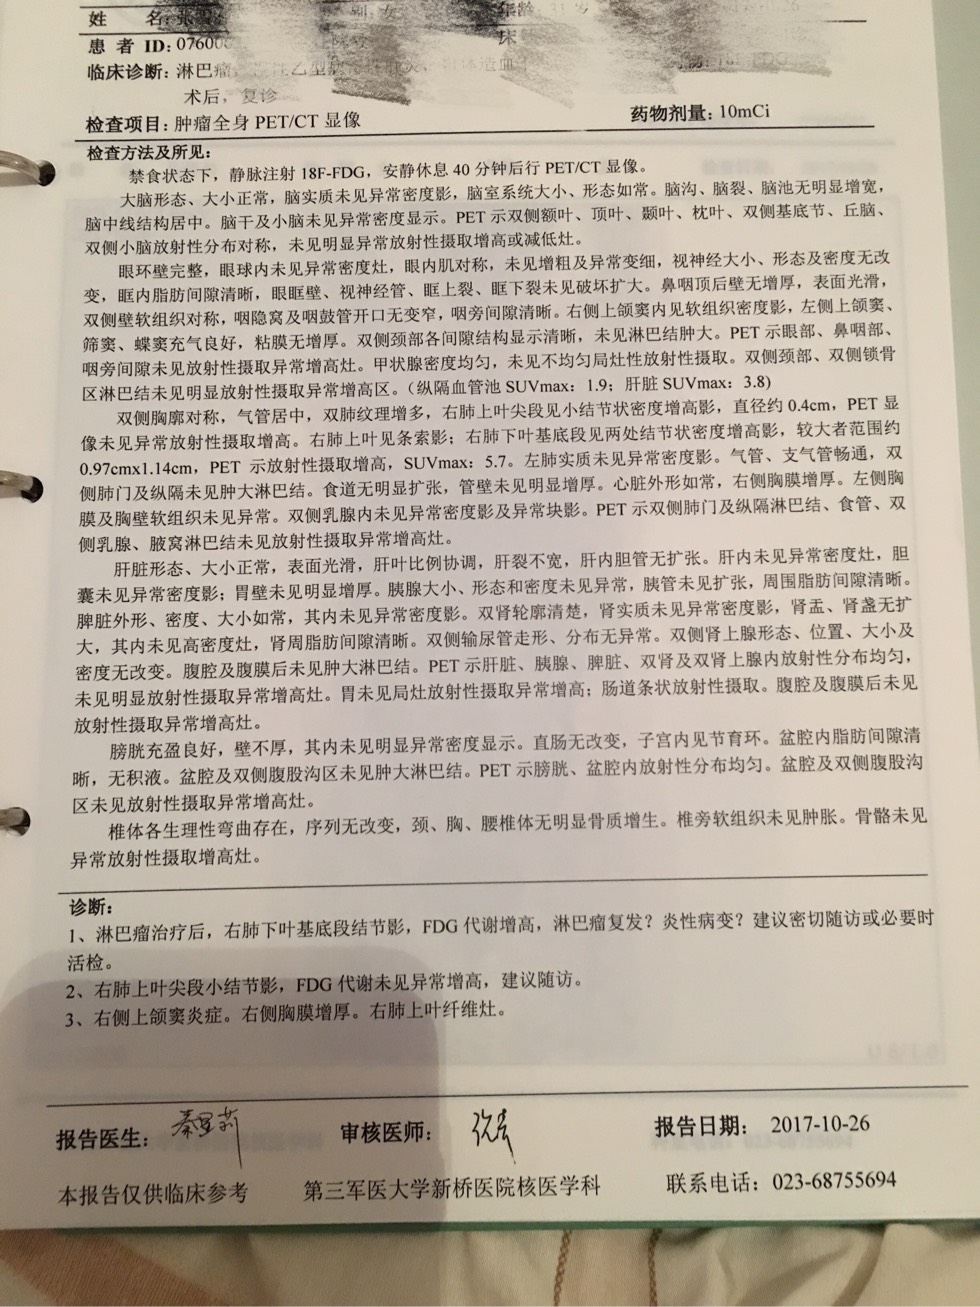 姓 名: 女 年龄: 31岁
患者 ID: 07600
临床诊断: 淋巴瘤 乙型 造血
术后, 复诊
检查项目: 肿瘤全身 PET/CT 显像 药物剂量: 10mCi
检查方法及所见:
禁食状态下，静脉注射 18F-FDG，安静休息 40 分钟后行 PET/CT 显像。
大脑形态、大小正常，脑实质未见异常密度影，脑室系统大小、形态如常。脑沟、脑裂、脑池无明显增宽，
脑中线结构居中。脑干及小脑未见异常密度显示。PET 示双侧额叶、顶叶、颞叶、枕叶、双侧基底节、丘脑、
双侧小脑放射性分布对称，未见明显异常放射性摄取增高或减低灶。
眼环壁完整，眼球内未见异常密度灶，眼内肌对称，未见增粗及异常变细，视神经大小、形态及密度无改
变，眶内脂肪间隙清晰，眼眶壁、视神经管、眶上裂、眶下裂未见破坏扩大。鼻咽顶后壁无增厚，表面光滑，
双侧壁软组织对称，咽隐窝及咽鼓管开口无变窄，咽旁间隙清晰。右侧上颌窦内见软组织密度影，左侧上颌窦、
筛窦、蝶窦充气良好，粘膜无增厚。双侧颈部各间隙结构显示清晰，未见淋巴结肿大。PET 示眼部、鼻咽部、
咽旁间隙未见放射性摄取异常增高灶。甲状腺密度均匀，未见不均匀局灶性放射性摄取。双侧颈部、双侧锁骨
区淋巴结未见明显放射性摄取异常增高区。（纵隔血管池 SUVmax：1.9；肝脏 SUVmax：3.8）
双侧胸廓对称，气管居中，双肺纹理增多，右肺上叶尖段见小结节状密度增高影，直径约 0.4cm，PET 显
像未见异常放射性摄取增高。右肺上叶见条索影；右肺下叶基底段见两处结节状密度增高影，较大者范围约
0.97cmx1.14cm，PET 示放射性摄取增高，SUVmax：5.7。左肺实质未见异常密度影。气管、支气管畅通，双
侧肺门及纵隔未见肿大淋巴结。食道无明显扩张，管壁未见明显增厚。心脏外形如常，右侧胸膜增厚。左侧胸
膜及胸壁软组织未见异常。双侧乳腺内未见异常密度影及异常块影。PET 示双侧肺门及纵隔淋巴结、食管、双
侧乳腺、腋窝淋巴结未见放射性摄取异常增高灶。
肝脏形态、大小正常，表面光滑，肝叶比例协调，肝裂不宽，肝内胆管无扩张。肝内未见异常密度灶，胆
囊未见异常密度影；胃壁未见明显增厚。胰腺大小、形态和密度未见异常，胰管未见扩张，周围脂肪间隙清晰。
脾脏外形、密度、大小如常，其内未见异常密度影。双肾轮廓清楚，肾实质未见异常密度影，肾盂、肾盏无扩
大，其内未见高密度灶，肾周脂肪间隙清晰。双侧输尿管走形、分布无异常。双侧肾上腺形态、位置、大小及
密度无改变。腹腔及腹膜后未见肿大淋巴结。PET 示肝脏、胰腺、脾脏、双肾及双肾上腺内放射性分布均匀，
未见明显放射性摄取异常增高灶。胃未见局灶放射性摄取异常增高；肠道条状放射性摄取。腹腔及腹膜后未见
放射性摄取异常增高灶。
膀胱充盈良好，壁不厚，其内未见明显异常密度显示。直肠无改变，子宫内见节育环。盆腔内脂肪间隙清
晰，无积液。盆腔及双侧腹股沟区未见肿大淋巴结。PET 示膀胱、盆腔内放射性分布均匀。盆腔及双侧腹股沟
区未见放射性摄取异常增高灶。
椎体各生理性弯曲存在，序列无改变，颈、胸、腰椎体无明显骨质增生。椎旁软组织未见肿胀。骨骼未见
异常放射性摄取增高灶。
诊断:
1、淋巴瘤治疗后，右肺下叶基底段结节影，FDG 代谢增高，淋巴瘤复发？炎性病变？建议密切随访或必要时
活检。
2、右肺上叶尖段小结节影，FDG 代谢未见异常增高，建议随访。
3、右侧上颌窦炎症。右侧胸膜增厚。右肺上叶纤维灶。
报告医生: 审核医师: 报告日期: 2017-10-26
本报告仅供临床参考 第三军医大学新桥医院核医学科 联系电话: 023-68755694